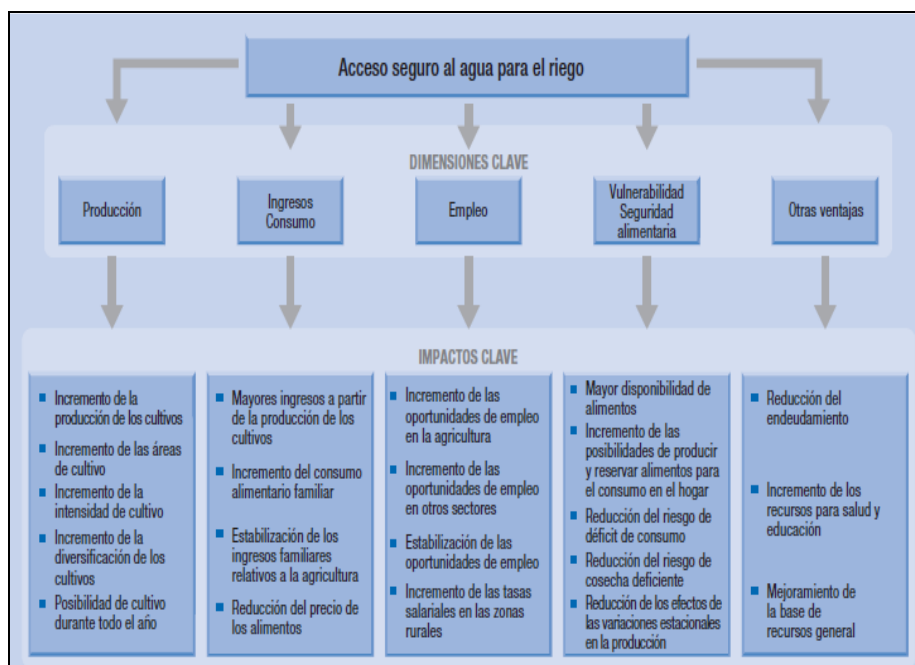 Acceso seguro al agua para el riego
DIMENSIONES CLAVE
Producción
Ingresos
Consumo
Empleo
Vulnerabilidad
Seguridad
alimentaria
Otras ventajas
IMPACTOS CLAVE
Incremento de la
producción de los cultivos
Incremento de las áreas
de cultivo
Incremento de la
intensidad de cultivo
Incremento de la
diversificación de los
cultivos
Posibilidad de cultivo
durante todo el año
Mayores ingresos a partir
de la producción de los
cultivos
Incremento del consumo
alimentario familiar
Estabilización de los
ingresos familiares
relativos a la agricultura
Reducción del precio de
los alimentos
Incremento de las
oportunidades de empleo
en la agricultura
Incremento de las
oportunidades de empleo
en otros sectores
Estabilización de las
oportunidades de empleo
Incremento de las tasas
salariales en las zonas
rurales
Mayor disponibilidad de
alimentos
Incremento de las
posibilidades de producir
y reservar alimentos para
el consumo en el hogar
Reducción del riesgo de
déficit de consumo
Reducción del riesgo de
cosecha deficiente
Reducción de los efectos de
las variaciones estacionales
en la producción
Reducción del
endeudamiento
Incremento de los
recursos para salud y
educación
Mejoramiento de
la base de
recursos general